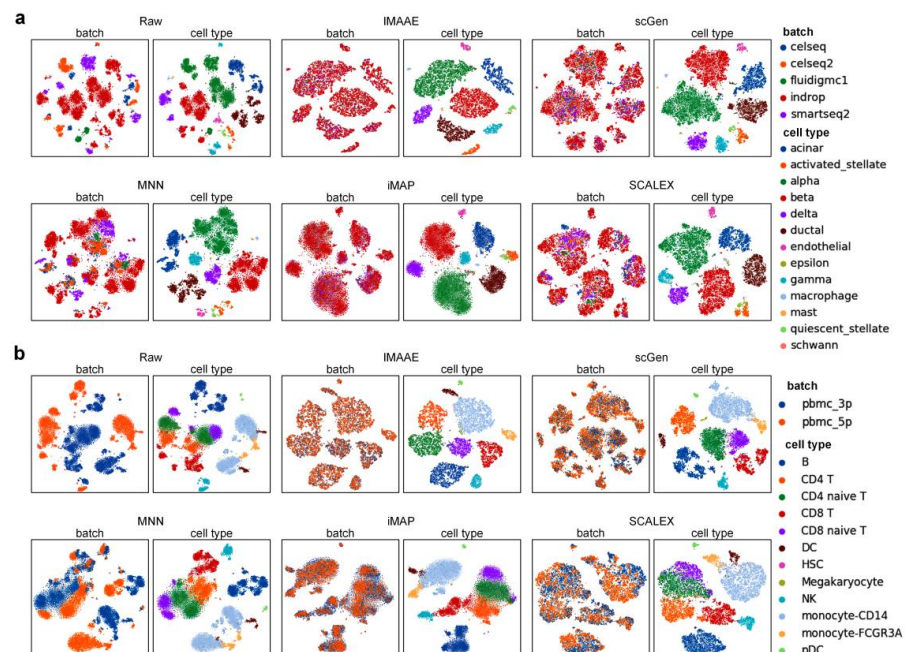 a
Raw
IMAAE
scGen
batch
cell type
batch
cell type
batch
cell type
MNN
iMAP
SCALEX
batch
cell type
batch
cell type
batch
cell type
batch
celseq
celseq2
fluidigmc1
indrop
smartseq2
cell type
acinar
activated_stellate
alpha
beta
delta
ductal
endothelial
epsilon
gamma
macrophage
mast
quiescent_stellate
schwann
b
Raw
IMAAE
scGen
batch
cell type
batch
cell type
batch
cell type
MNN
iMAP
SCALEX
batch
cell type
batch
cell type
batch
cell type
batch
pbmc_3p
pbmc_5p
cell type
B
CD4 T
CD4 naive T
CD8 T
CD8 naive T
DC
HSC
Megakaryocyte
NK
monocyte-CD14
monocyte-FCGR3A
pDC